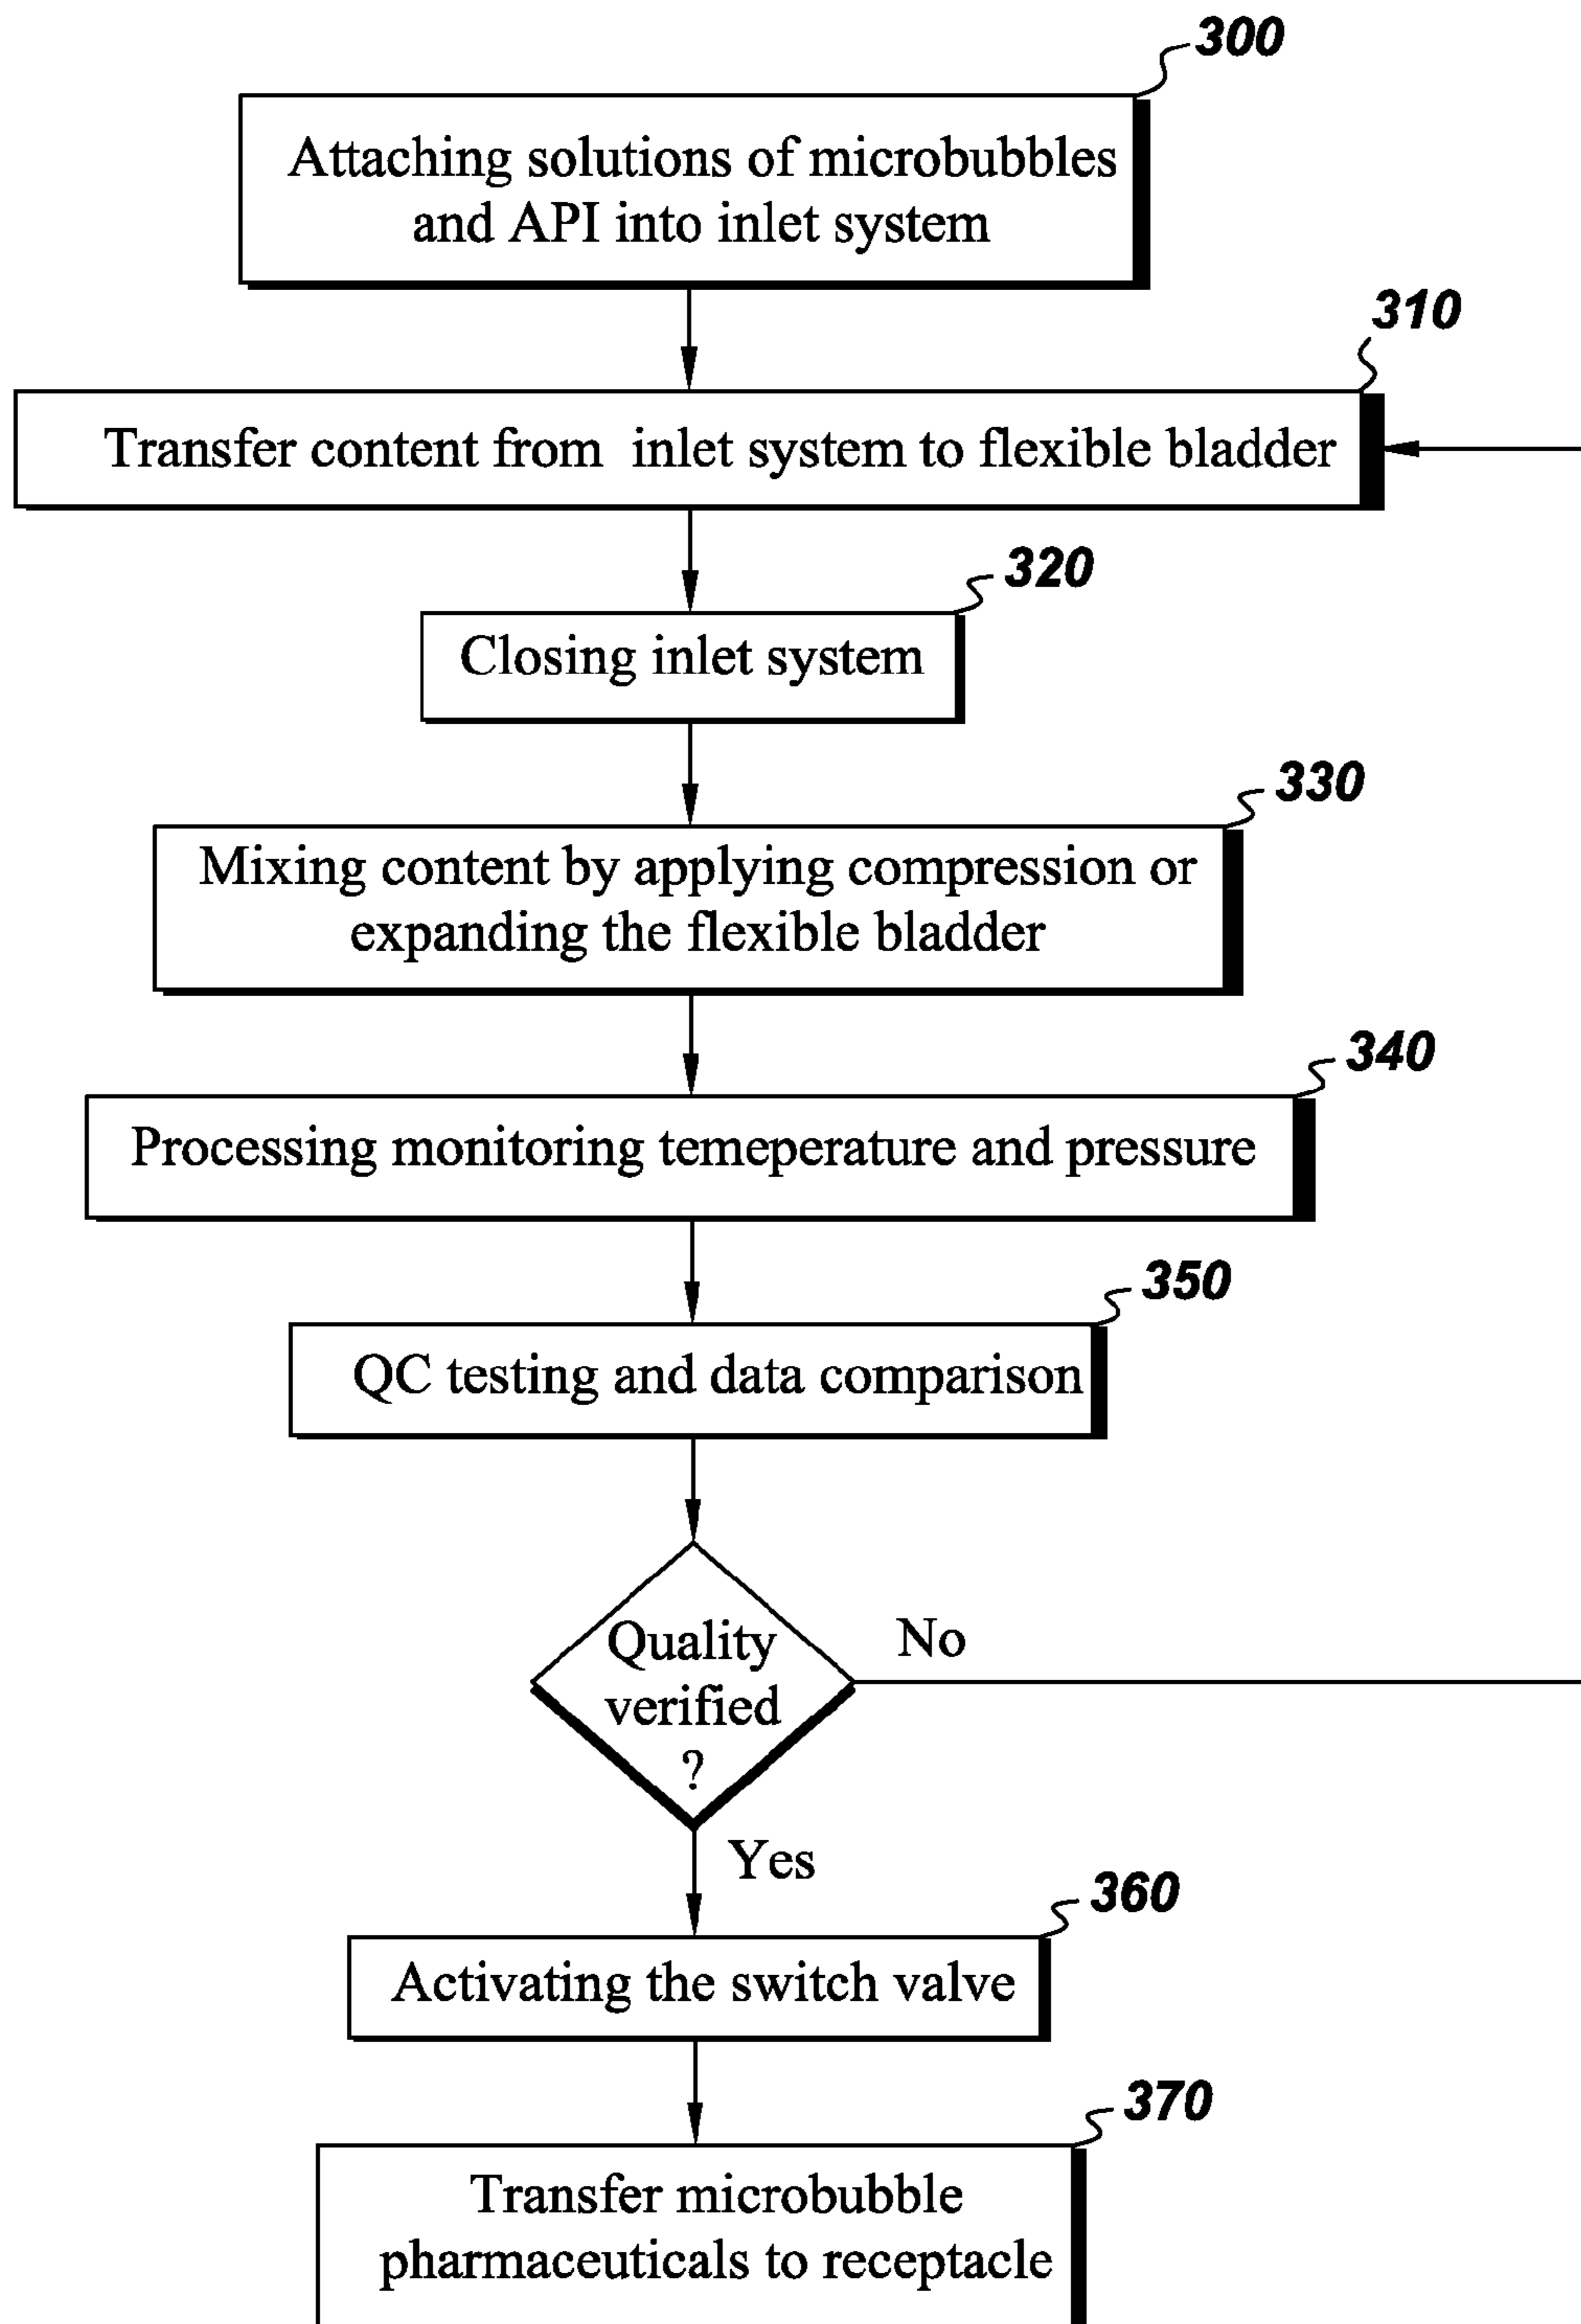 300
Attaching solutions of microbubbles
and API into inlet system
310
Transfer content from inlet system to flexible bladder
320
Closing inlet system
330
Mixing content by applying compression or
expanding the flexible bladder
340
Processing monitoring temeperature and pressure
350
QC testing and data comparison
Quality
verified
?
No
Yes
360
Activating the switch valve
370
Transfer microbubble
pharmaceuticals to receptacle